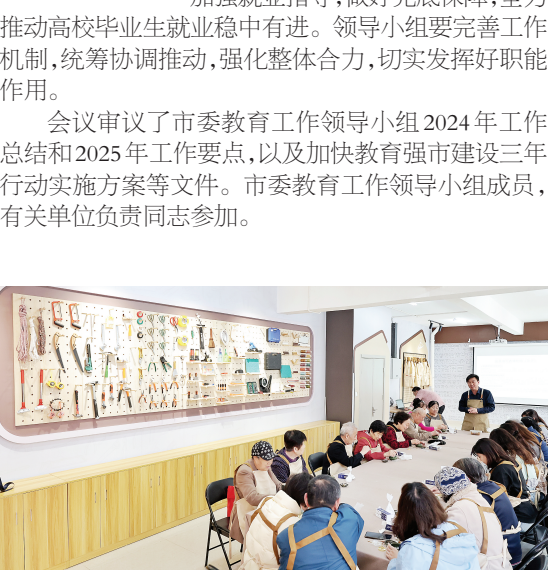 加强就业指导,做好兜底保障,全力
推动高校毕业生就业稳中有进。领导小组要完善工作
机制,统筹协调推动,强化整体合力,切实发挥好职能
作用。
会议审议了市委教育工作领导小组2024年工作
总结和2025年工作要点,以及加快教育强市建设三年
行动实施方案等文件。市委教育工作领导小组成员,
有关单位负责同志参加。